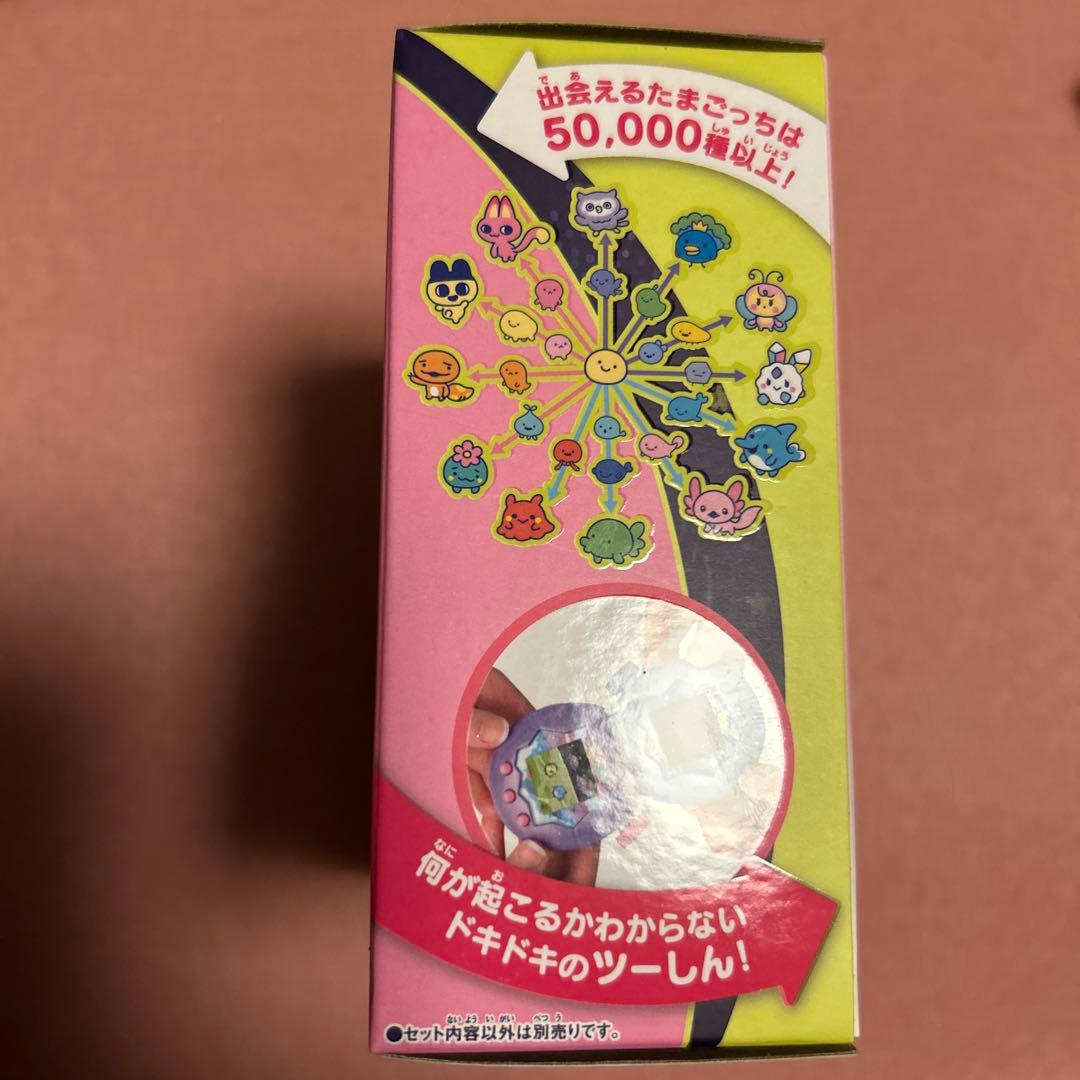 出会えるたまごっちは
50,000種以上!
何が起こるかわからない
ドキドキのツーしん!
●セット内容以外は別売りです。